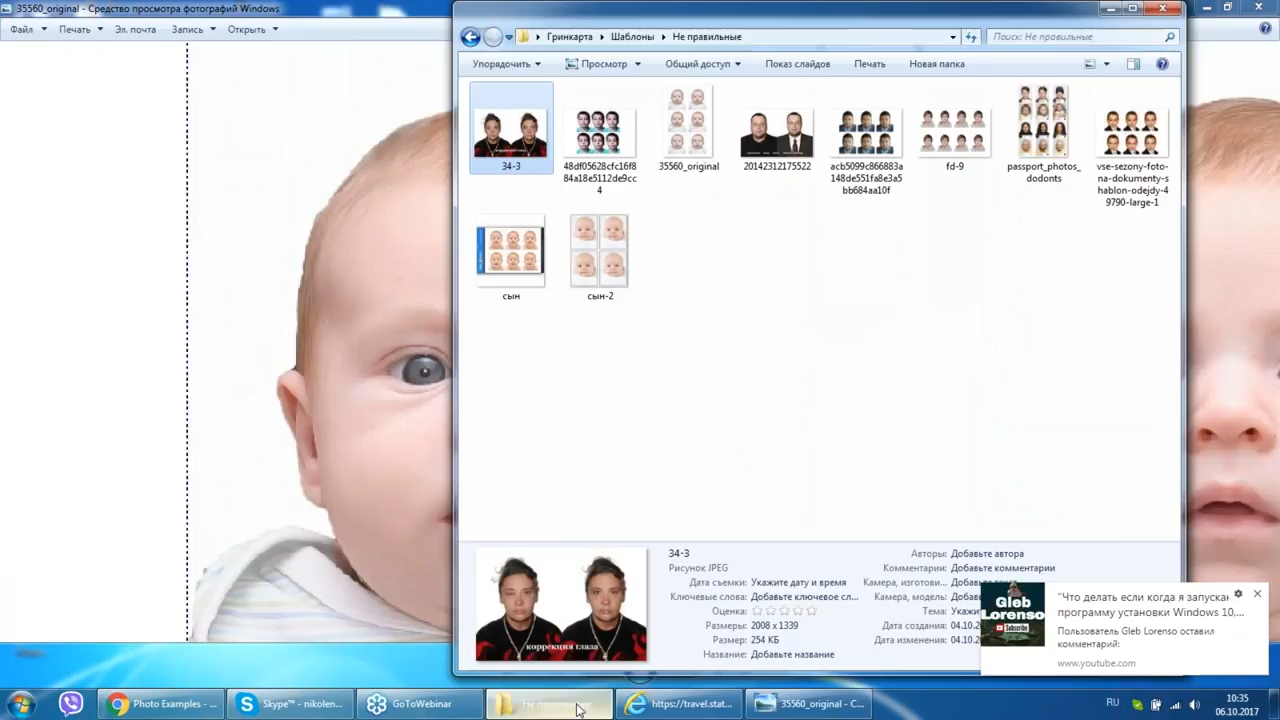 35560_original - Средство просмотра фотографий Windows
Файл Печать Эл. почта Запись Открыть
Гринкарта Шаблоны Не правильные
Поиск: Не правильные
Упорядочить Просмотр Общий доступ Показ слайдов Печать Новая папка
34-3
48df05628cfc16f8
84a18e5112de9cc
4
35560_original
20142312175522
acb5099c866883a
148de551fa8e3a5
bb684aa10f
fd-9
passport_photos_
dodonts
vse-sezony-foto-
na-dokumenty-s
hablon-odejdy-4
9790-large-1
сын
сын-2
34-3
Рисунок JPEG
Дата съемки: Укажите дату и время
Ключевые слова: Добавьте ключевое сл...
Оценка:
Размеры: 2008 x 1339
Размер: 254 КБ
Название: Добавьте название
Авторы: Добавьте автора
Комментарии: Добавьте комментарии
Камера, изготови...
Камера, модель:
Тема:
Дата создания: 04.10.2
Дата изменения: 04.10.2
коррекция глаза
Gleb
Lorenso
Subscribe
"Что делать если когда я запускаю
программу установки Windows 10,...
Пользователь Gleb Lorenso оставил
комментарий:
www.youtube.com
Photo Examples - ...
Skype™ - nikolen...
GoToWebinar
https://travel.stat...
35560_original - С...
RU
10:35
06.10.2017